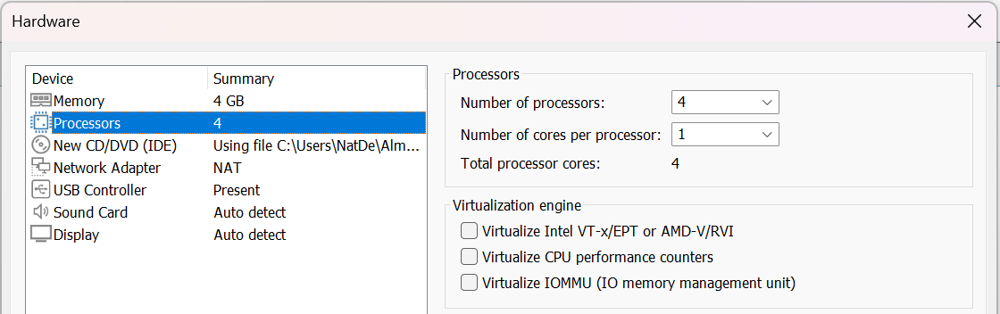 Hardware
Device Summary
Memory 4 GB
Processors 4
New CD/DVD (IDE) Using file C:\Users\NatDe\Alm...
Network Adapter NAT
USB Controller Present
Sound Card Auto detect
Display Auto detect
Processors
Number of processors: 4
Number of cores per processor: 1
Total processor cores: 4
Virtualization engine
Virtualize Intel VT-x/EPT or AMD-V/RVI
Virtualize CPU performance counters
Virtualize IOMMU (IO memory management unit)